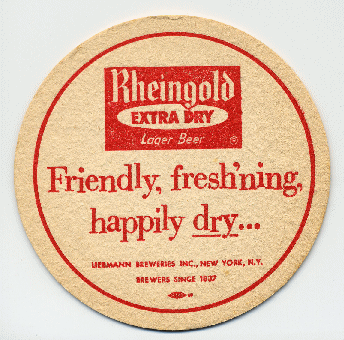 Rheingold
EXTRA DRY
Lager Beer ®
Friendly, fresh'ning,
happily dry...
LIEBMANN BREWERIES INC., NEW YORK, N.Y.
BREWERS SINCE 1837